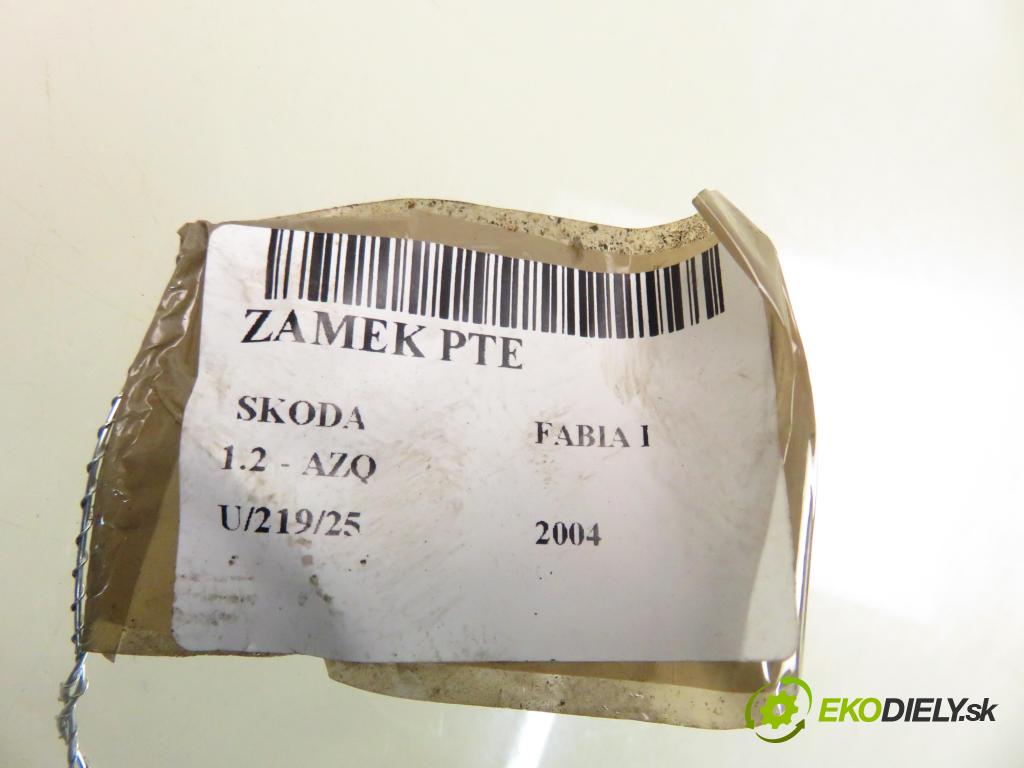 ZAMEK PTE
SKODA FABIA I
1.2 - AZQ
U/219/25 2004
EKODIELY.sk